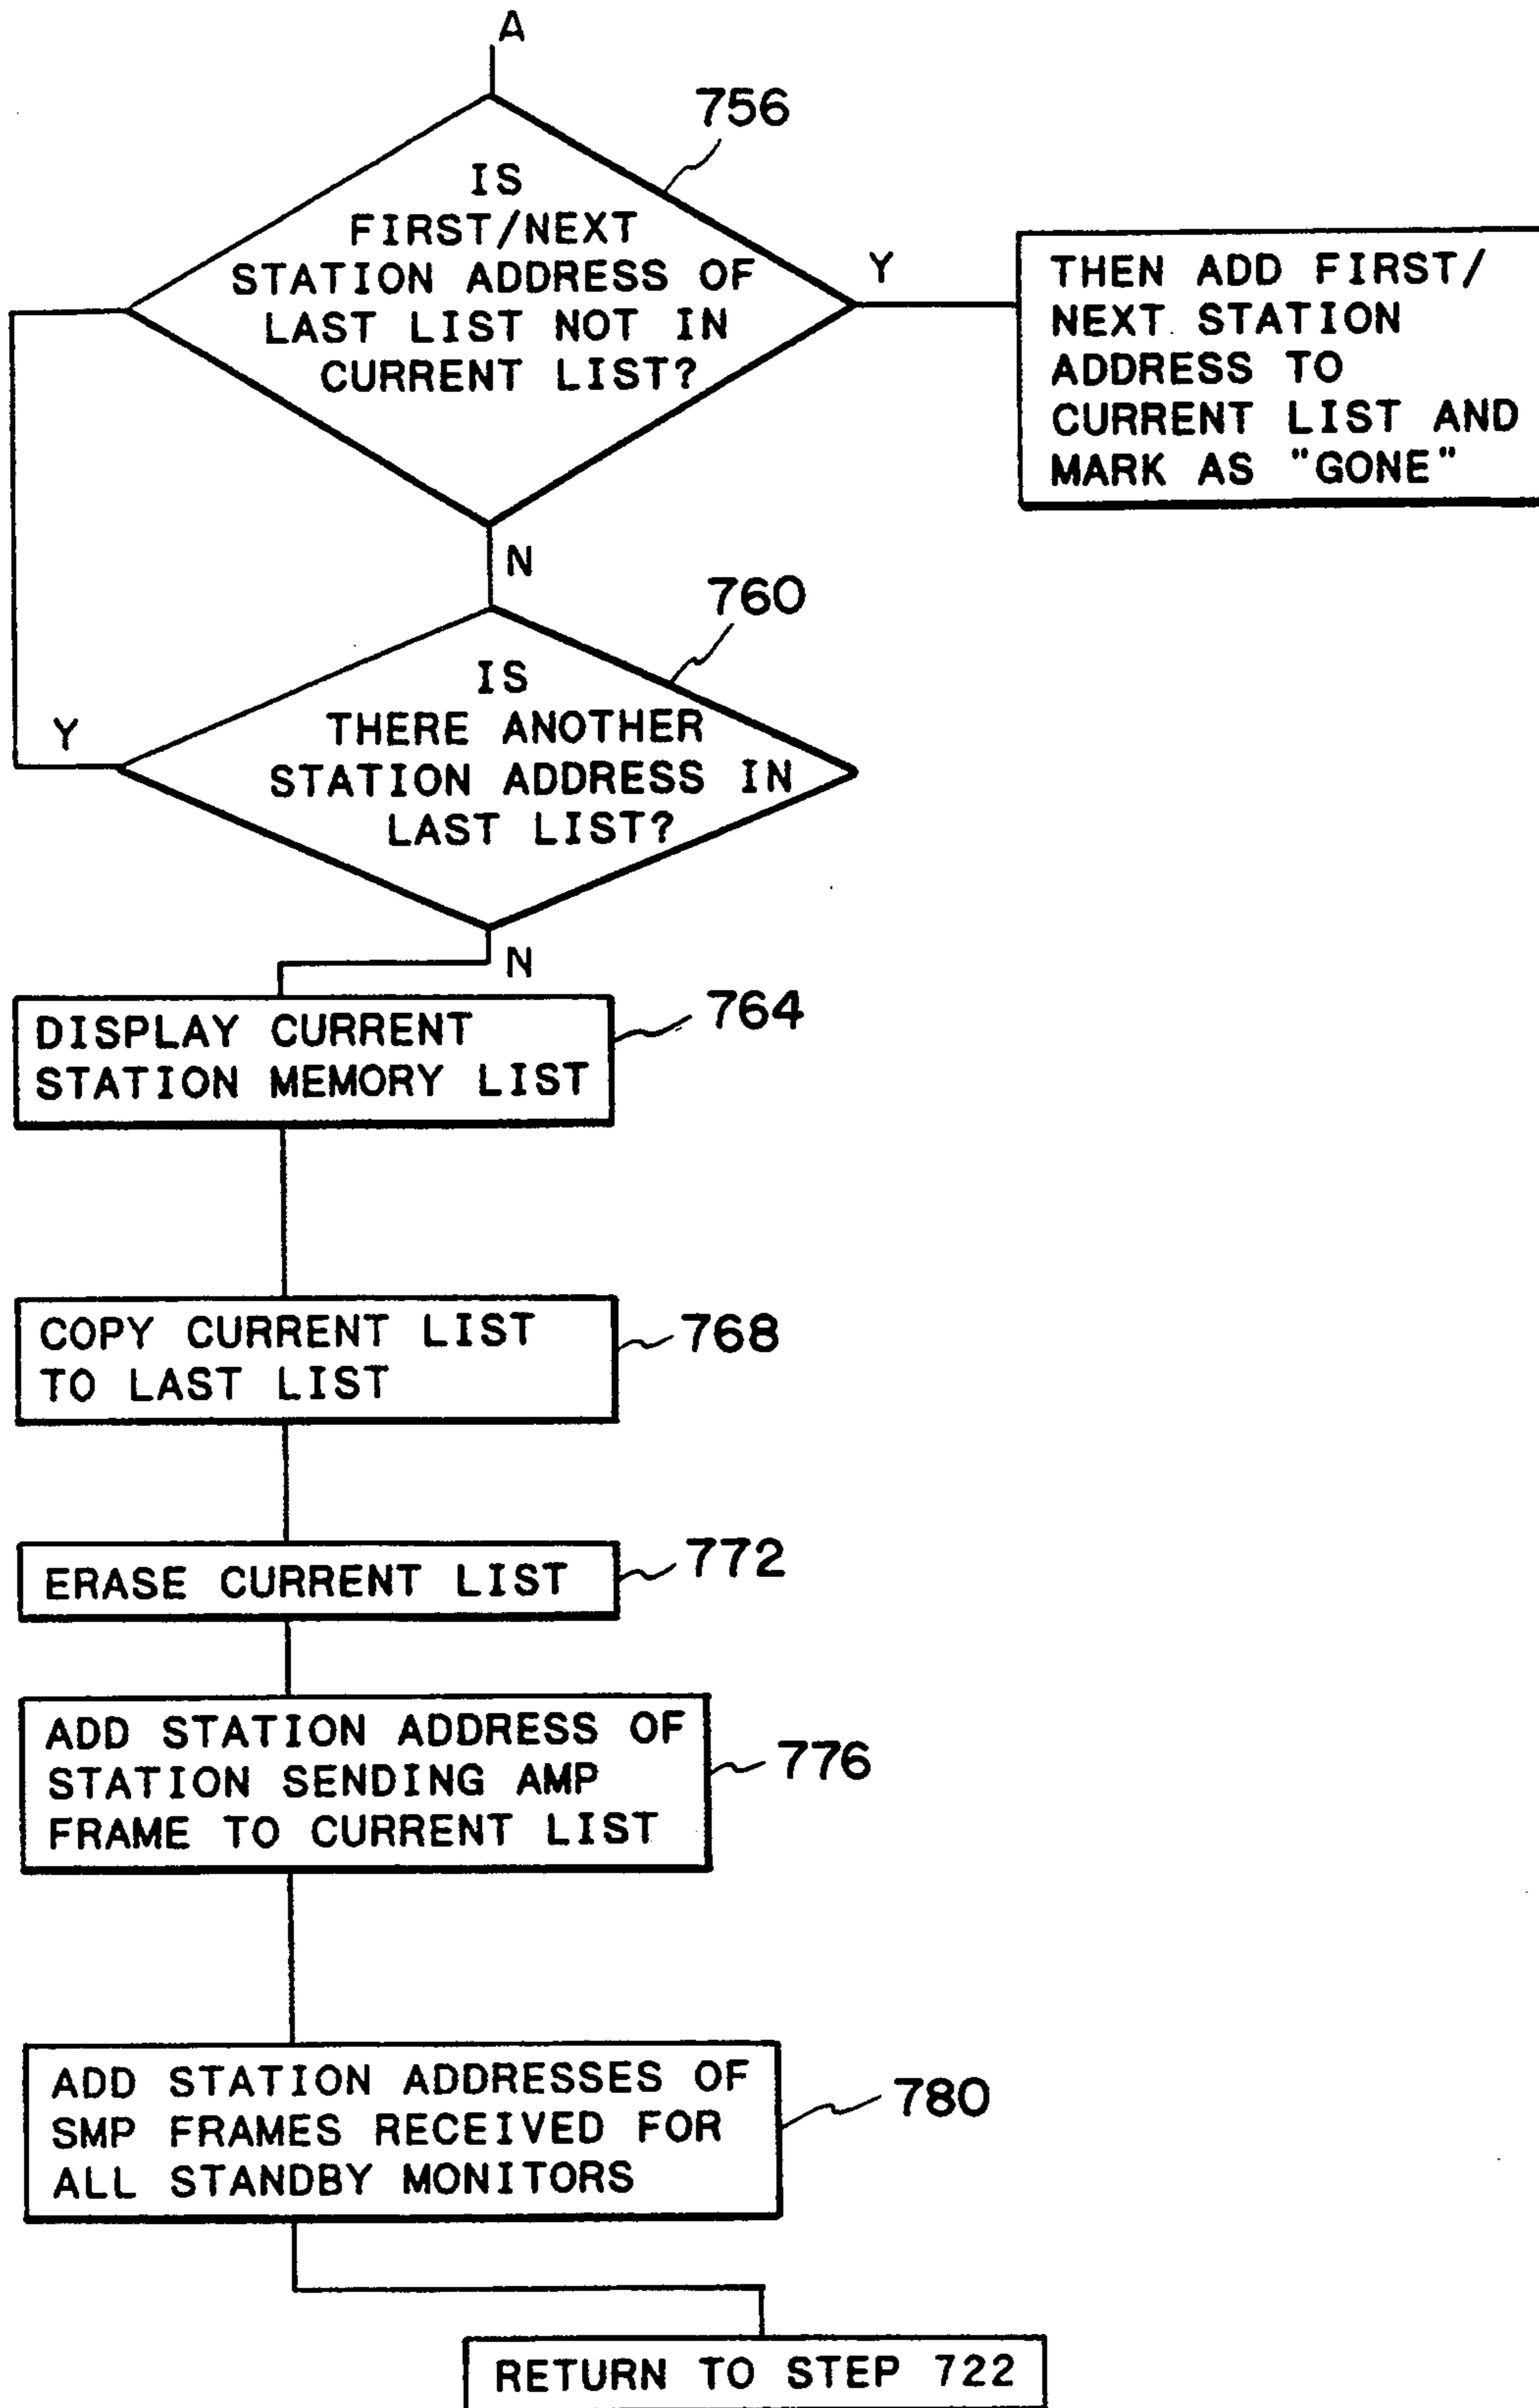 A
756
IS
FIRST/NEXT
STATION ADDRESS OF
LAST LIST NOT IN
CURRENT LIST?
Y
THEN ADD FIRST/
NEXT STATION
ADDRESS TO
CURRENT LIST AND
MARK AS "GONE"
N
760
IS
THERE ANOTHER
STATION ADDRESS IN
LAST LIST?
Y
N
DISPLAY CURRENT
STATION MEMORY LIST
764
COPY CURRENT LIST
TO LAST LIST
768
ERASE CURRENT LIST
772
ADD STATION ADDRESS OF
STATION SENDING AMP
FRAME TO CURRENT LIST
776
ADD STATION ADDRESSES OF
SMP FRAMES RECEIVED FOR
ALL STANDBY MONITORS
780
RETURN TO STEP 722